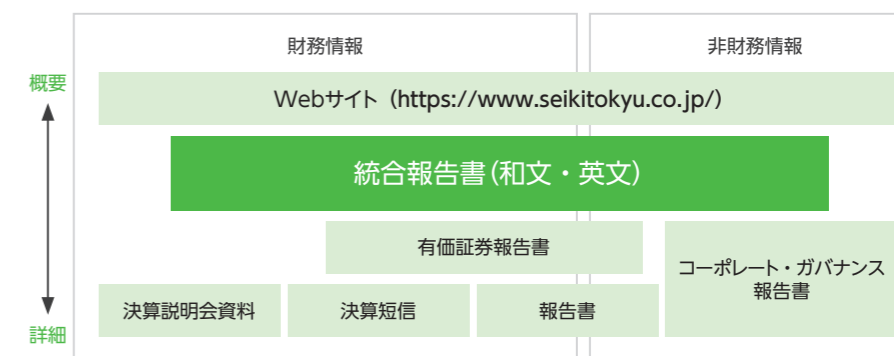 財務情報
非財務情報
概要
Webサイト（https://www.seikitokyu.co.jp/）
統合報告書（和文・英文）
有価証券報告書
コーポレート・ガバナンス
報告書
決算説明会資料
決算短信
報告書
詳細